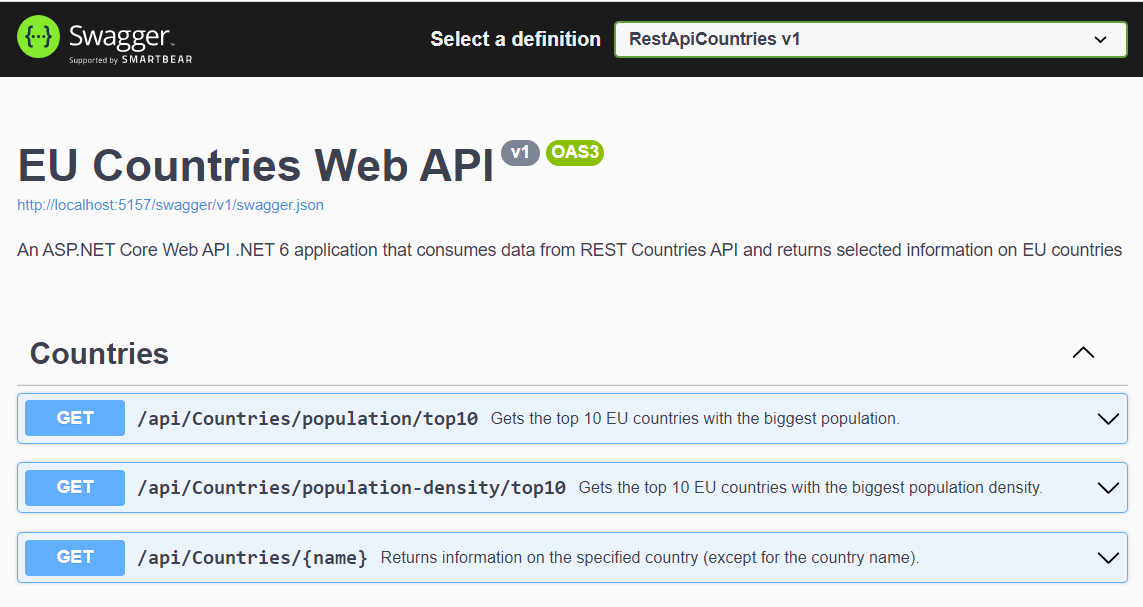 {...} Swagger
Supported by SMARTBEAR
Select a definition
RestApiCountries v1
EU Countries Web API v1 OAS3
http://localhost:5157/swagger/v1/swagger.json
An ASP.NET Core Web API .NET 6 application that consumes data from REST Countries API and returns selected information on EU countries
Countries
GET /api/Countries/population/top10 Gets the top 10 EU countries with the biggest population.
GET /api/Countries/population-density/top10 Gets the top 10 EU countries with the biggest population density.
GET /api/Countries/{name} Returns information on the specified country (except for the country name).